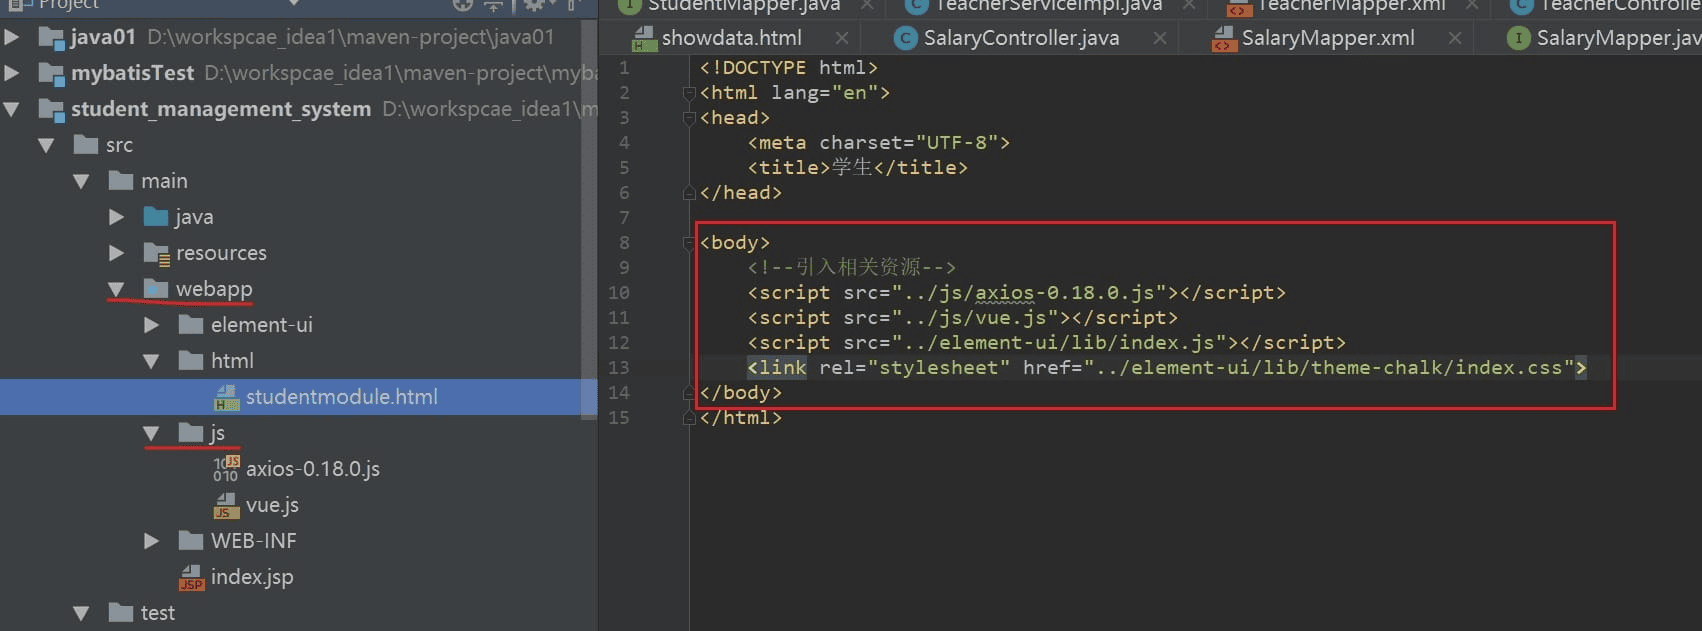 Project
java01 D:\workspcae_idea1\maven-project\java01
mybatisTest D:\workspcae_idea1\maven-project\myba
student_management_system D:\workspcae_idea1\m
src
main
java
resources
webapp
element-ui
html
studentmodule.html
js
axios-0.18.0.js
vue.js
WEB-INF
index.jsp
test
StudentMapper.java TeacherServiceImpl.java TeacherMapper.xml TeacherControlle
showdata.html SalaryController.java SalaryMapper.xml SalaryMapper.jav
1 <!DOCTYPE html>
2 <html lang="en">
3 <head>
4 <meta charset="UTF-8">
5 <title>学生</title>
6 </head>
7
8 <body>
9 <!--引入相关资源-->
10 <script src="../js/axios-0.18.0.js"></script>
11 <script src="../js/vue.js"></script>
12 <script src="../element-ui/lib/index.js"></script>
13 <link rel="stylesheet" href="../element-ui/lib/theme-chalk/index.css">
14 </body>
15 </html>